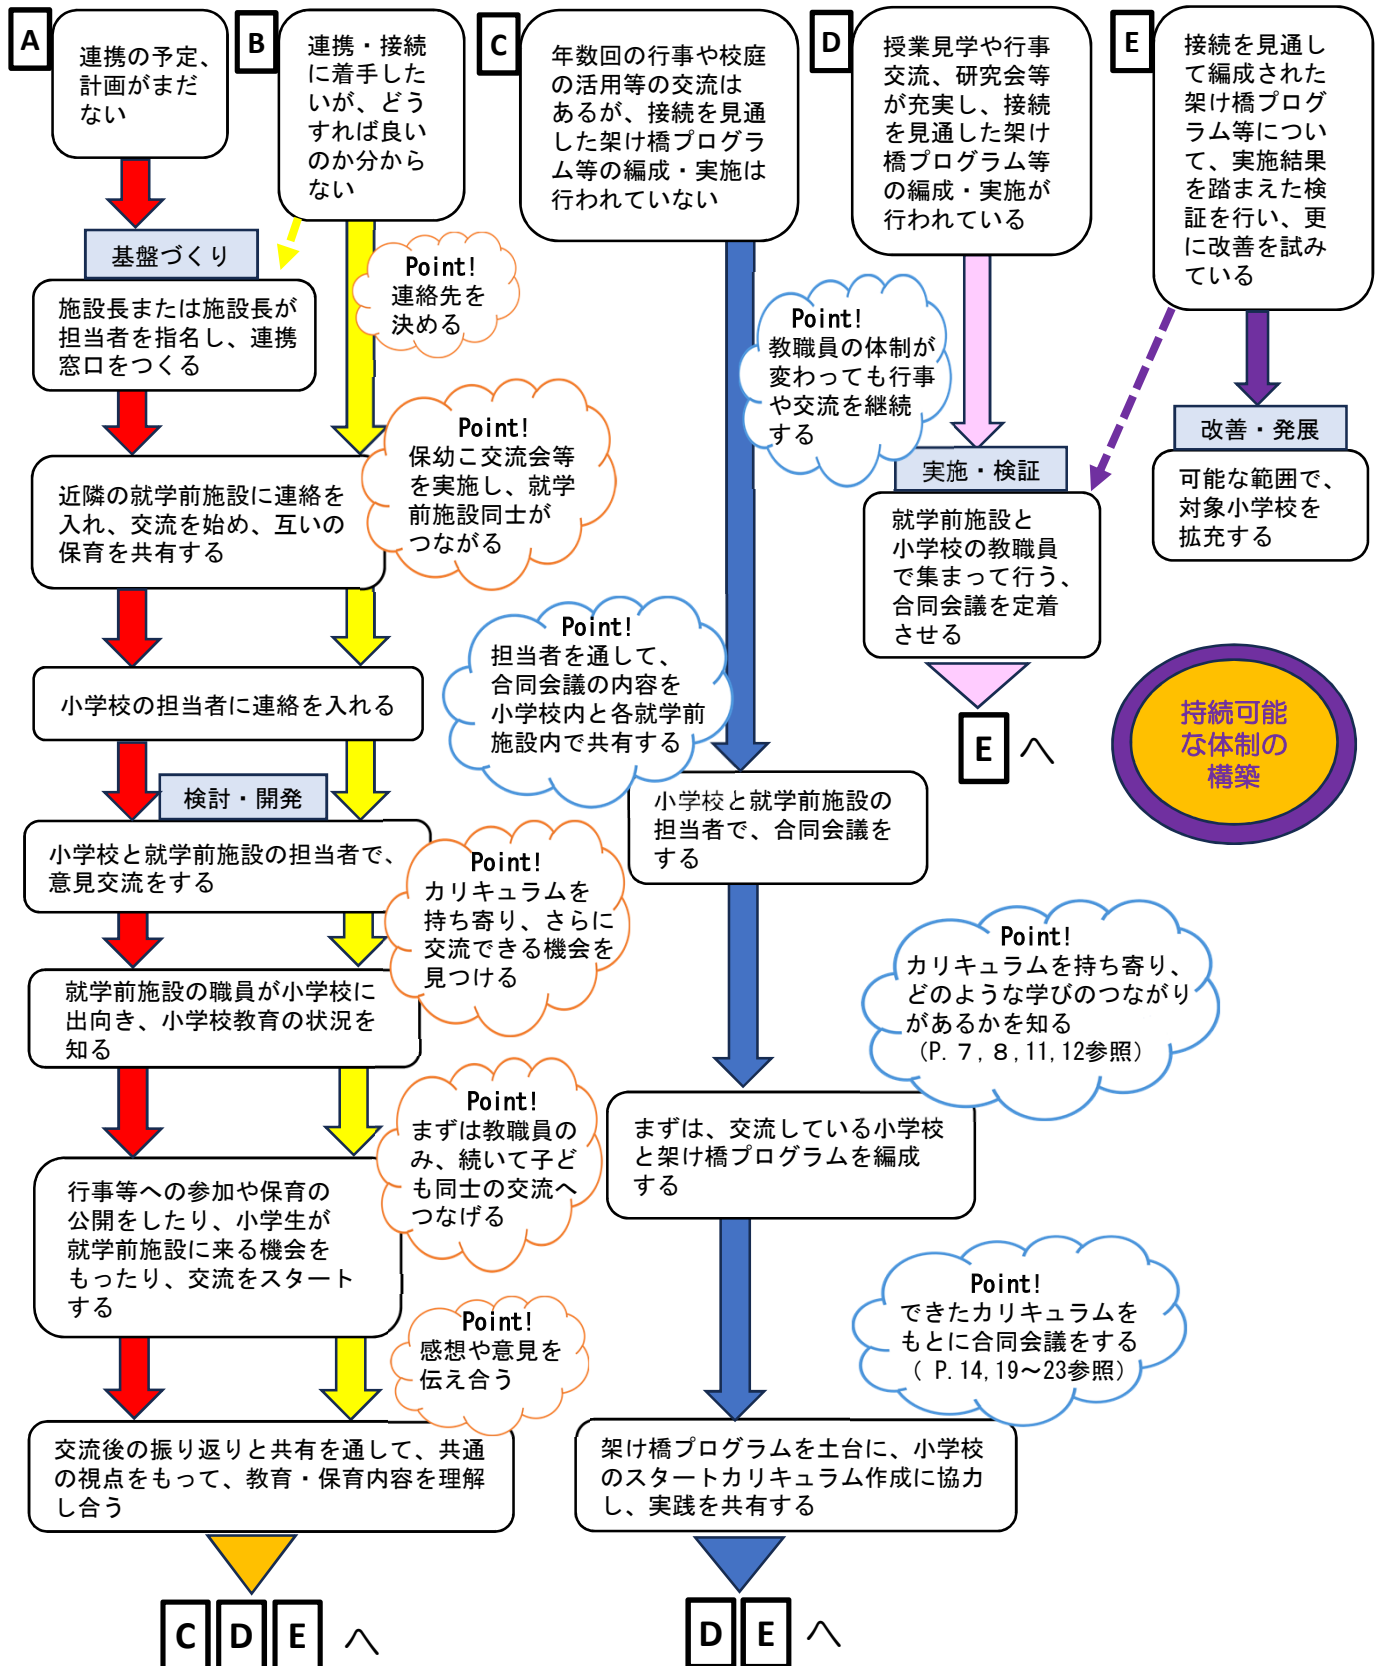 A
連携の予定、
計画がまだ
ない
B
連携・接続
に着手した
いが、どう
すれば良い
のか分から
ない
C
年数回の行事や校庭
の活用等の交流は
あるが、接続を見通
した架け橋プログラ
ム等の編成・実施は
行われていない
D
授業見学や行事
交流、研究会等
が充実し、接続
を見通した架け
橋プログラム等
の編成・実施が
行われている
E
接続を見通し
て編成された
架け橋プログ
ラム等につい
て、実施結果
を踏まえた検
証を行い、更
に改善を試み
ている
基盤づくり
施設長または施設長が
担当者を指名し、連携
窓口をつくる
Point!
連絡先を
決める
近隣の就学前施設に連絡を
入れ、交流を始め、互いの
保育を共有する
Point!
保幼こ交流会等
を実施し、就学
前施設同士が
つながる
小学校の担当者に連絡を入れる
検討・開発
小学校と就学前施設の担当者で、
意見交流をする
Point!
カリキュラムを
持ち寄り、さらに
交流できる機会を
見つける
就学前施設の職員が小学校に
出向き、小学校教育の状況を
知る
Point!
まずは教職員の
み、続いて子ど
も同士の交流へ
つなげる
行事等への参加や保育の
公開をしたり、小学生が
就学前施設に来る機会を
もったり、交流をスタート
する
Point!
感想や意見を
伝え合う
交流後の振り返りと共有を通して、共通
の視点をもって、教育・保育内容を理解
し合う
C D E へ
Point!
教職員の体制が
変わっても行事
や交流を継続
する
Point!
担当者を通して、
合同会議の内容を
小学校内と各就学前
施設内で共有する
小学校と就学前施設の
担当者で、合同会議を
する
Point!
カリキュラムを持ち寄り、
どのような学びのつながり
があるかを知る
（P.７,８,11,12参照）
まずは、交流している小学校
と架け橋プログラムを編成
する
Point!
できたカリキュラムを
もとに合同会議をする
（ P.14,19～23参照）
架け橋プログラムを土台に、小学校
のスタートカリキュラム作成に協力
し、実践を共有する
D E へ
実施・検証
就学前施設と
小学校の教職員
で集まって行う、
合同会議を定着
させる
E へ
改善・発展
可能な範囲で、
対象小学校を
拡充する
持続可能
な体制の
構築